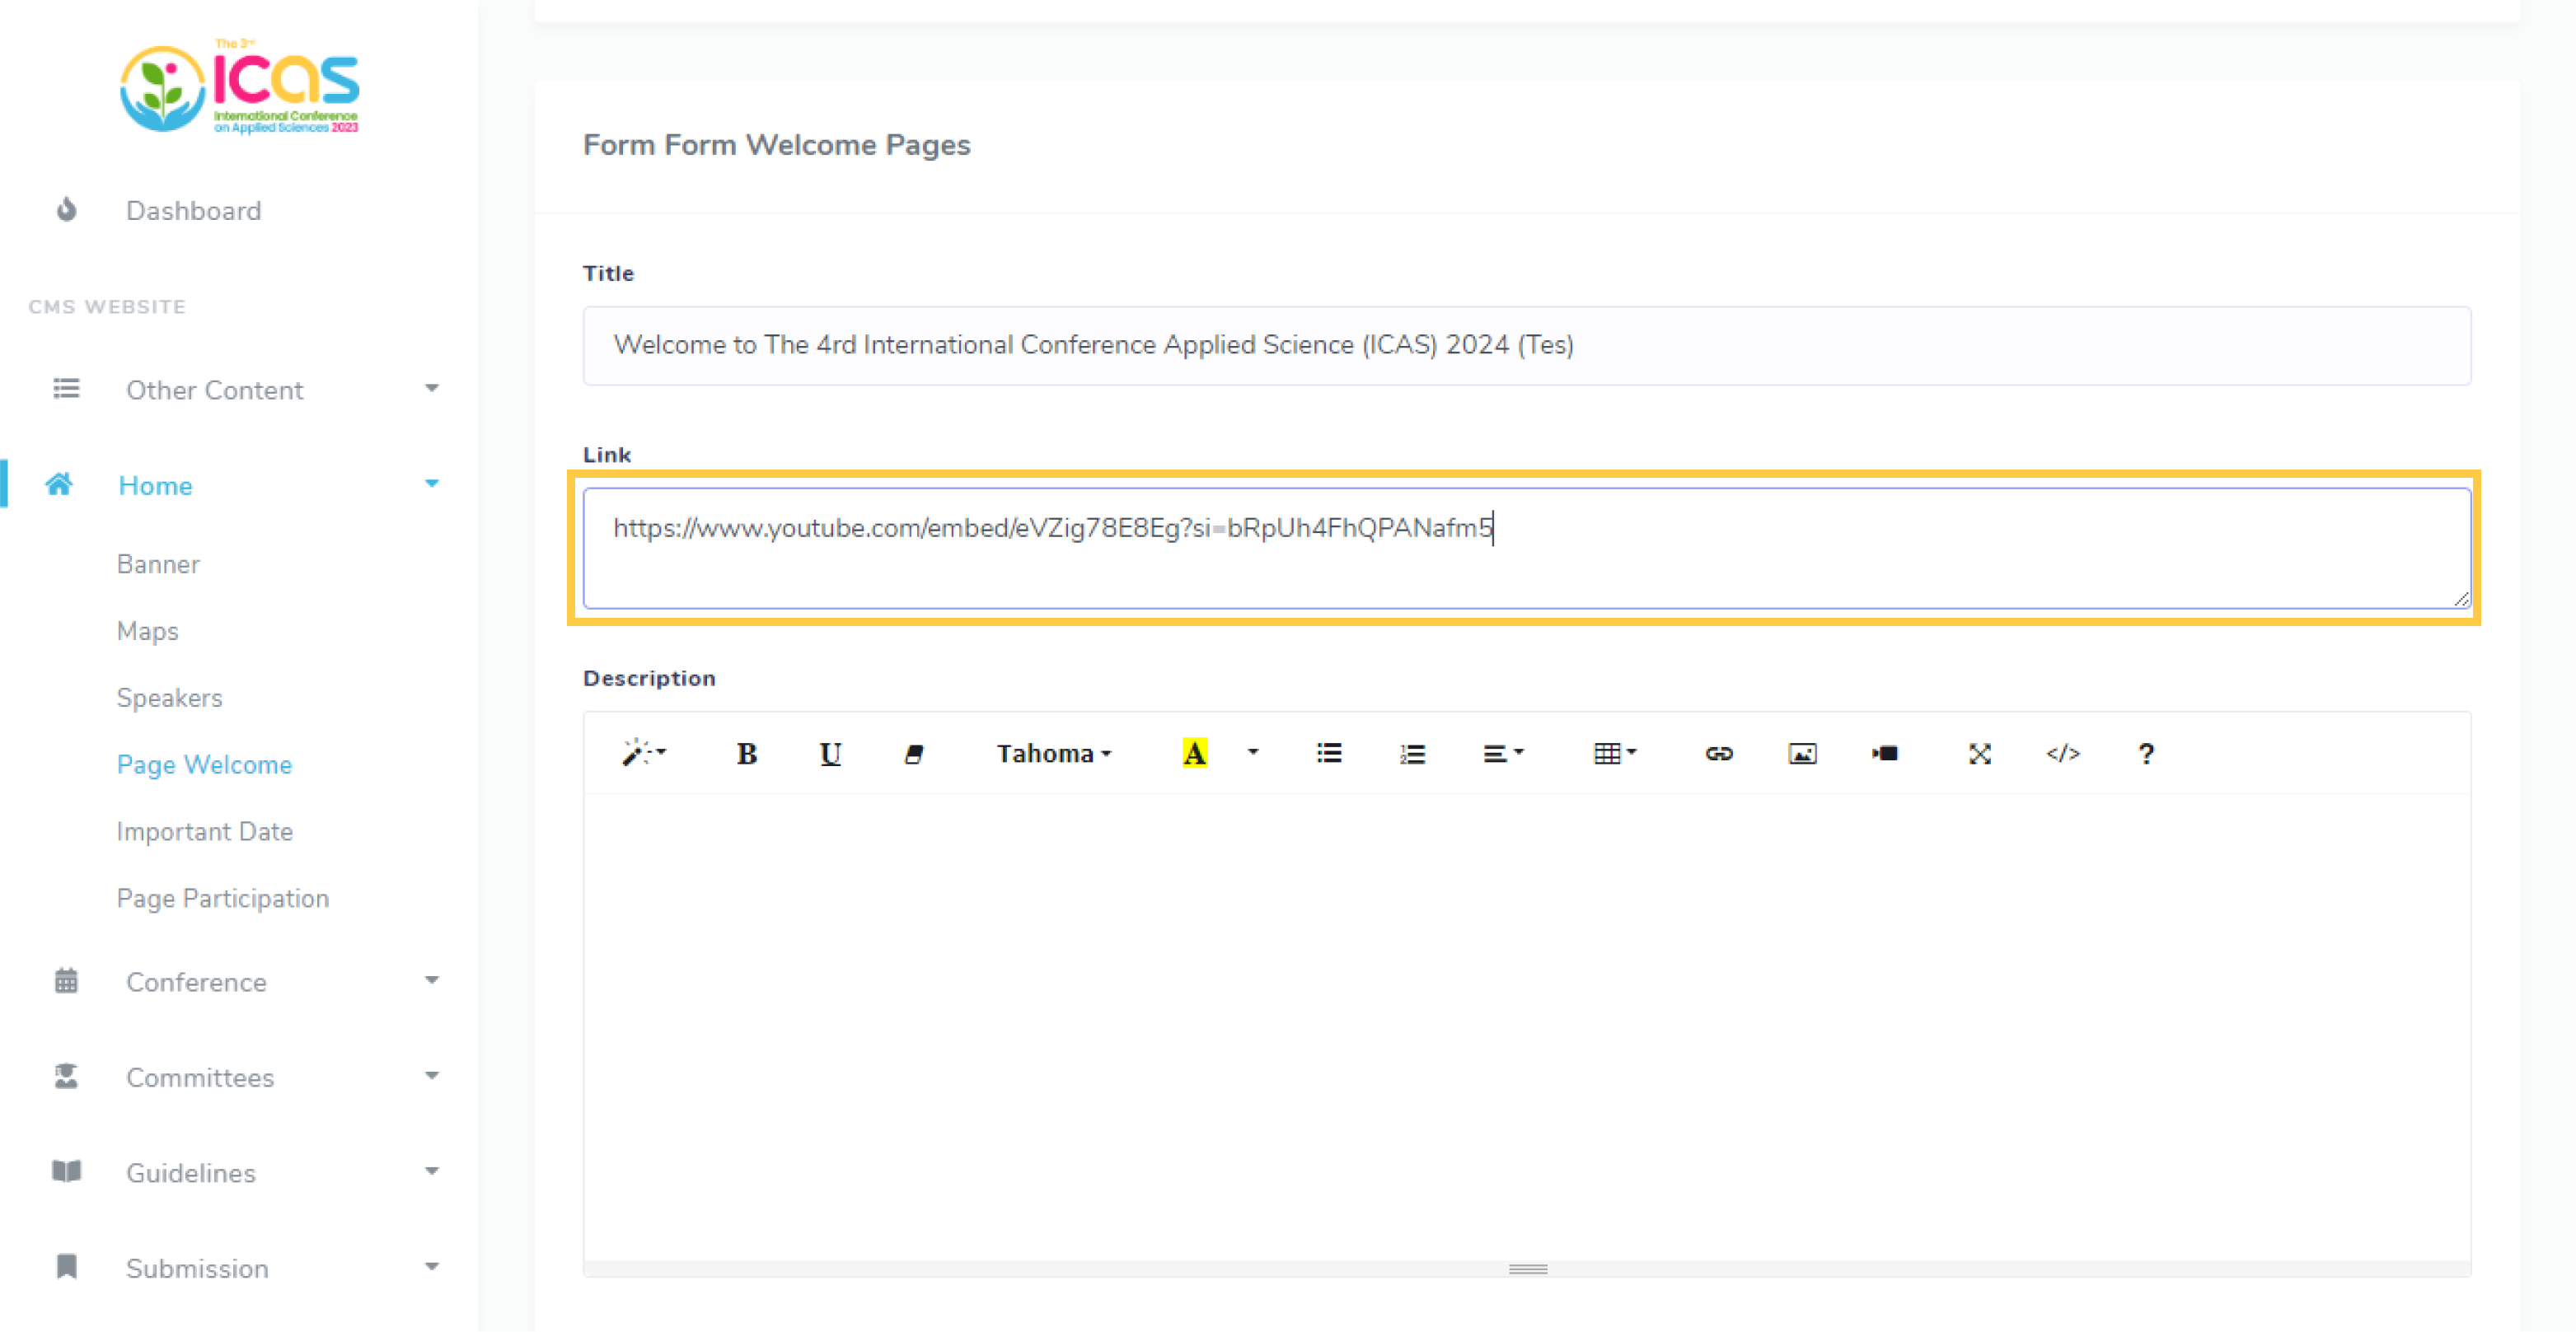 The 3rd
ICAS
International Conference
on Applied Sciences 2023
Dashboard
CMS WEBSITE
Other Content
Home
Banner
Maps
Speakers
Page Welcome
Important Date
Page Participation
Conference
Committees
Guidelines
Submission
Form Form Welcome Pages
Title
Welcome to The 4rd International Conference Applied Science (ICAS) 2024 (Tes)
Link
https://www.youtube.com/embed/eVZig78E8Eg?si=bRpUh4FhQPANafm5
Description
B U Tahoma A </> ?